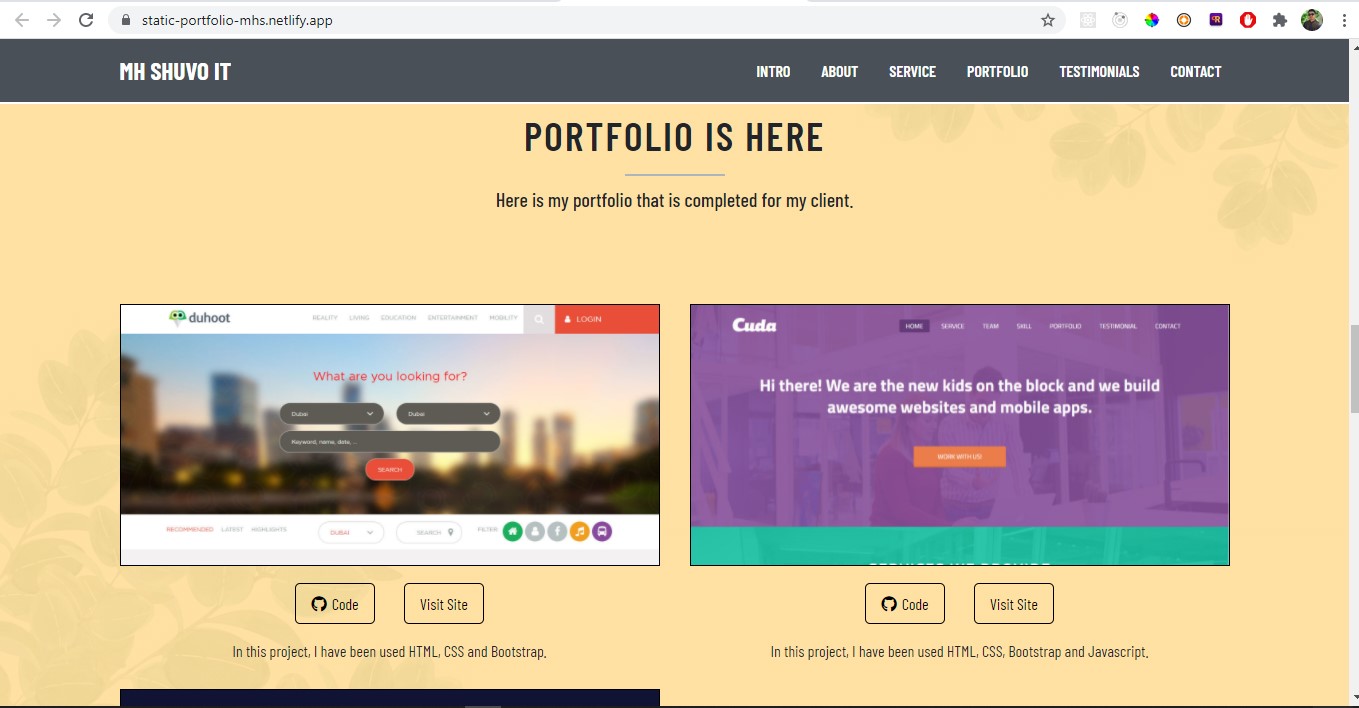 static-portfolio-mhs.netlify.app
MH SHUVO IT
INTRO ABOUT SERVICE PORTFOLIO TESTIMONIALS CONTACT
PORTFOLIO IS HERE
Here is my portfolio that is completed for my client.
duhoot
REALITY LIVING EDUCATION ENTERTAINMENT MOBILITY LOGIN
What are you looking for?
Dubai Dubai
Keyword, name, date, ...
SEARCH
RECOMMENDED LATEST HIGHLIGHTS DUBAI SEARCH FILTER
Cuda
HOME SERVICE TEAM SKILL PORTFOLIO TESTIMONIAL CONTACT
Hi there! We are the new kids on the block and we build
awesome websites and mobile apps.
WORK WITH US!
SERVICES WE PROVIDE
Code Visit Site
In this project, I have been used HTML, CSS and Bootstrap.
Code Visit Site
In this project, I have been used HTML, CSS, Bootstrap and Javascript.